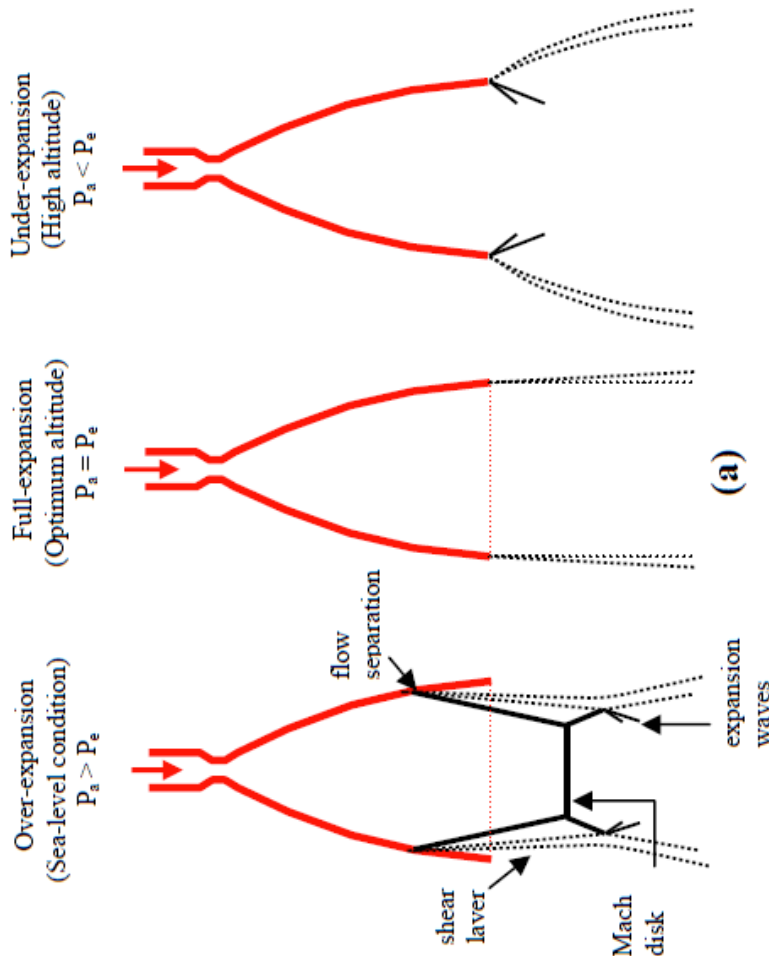 Over-expansion
(Sea-level condition)
Pₐ > Pₑ
flow
separation
shear
laver
Mach
disk
expansion
waves
Full-expansion
(Optimum altitude)
Pₐ = Pₑ
(a)
Under-expansion
(High altitude)
Pₐ < Pₑ